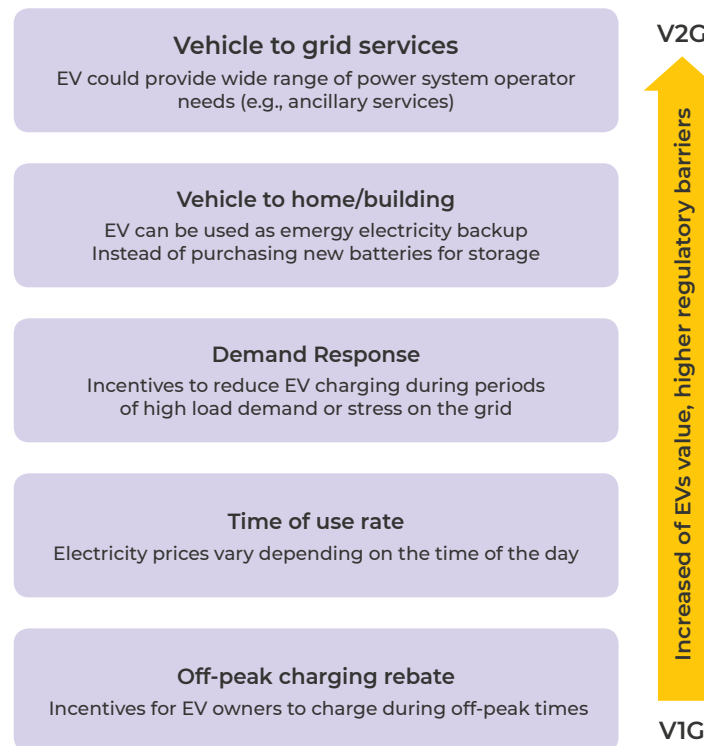 Vehicle to grid services
EV could provide wide range of power system operator
needs (e.g., ancillary services)
Vehicle to home/building
EV can be used as emergy electricity backup
Instead of purchasing new batteries for storage
Demand Response
Incentives to reduce EV charging during periods
of high load demand or stress on the grid
Time of use rate
Electricity prices vary depending on the time of the day
Off-peak charging rebate
Incentives for EV owners to charge during off-peak times
V2G
Increased of EVs value, higher regulatory barriers
V1G